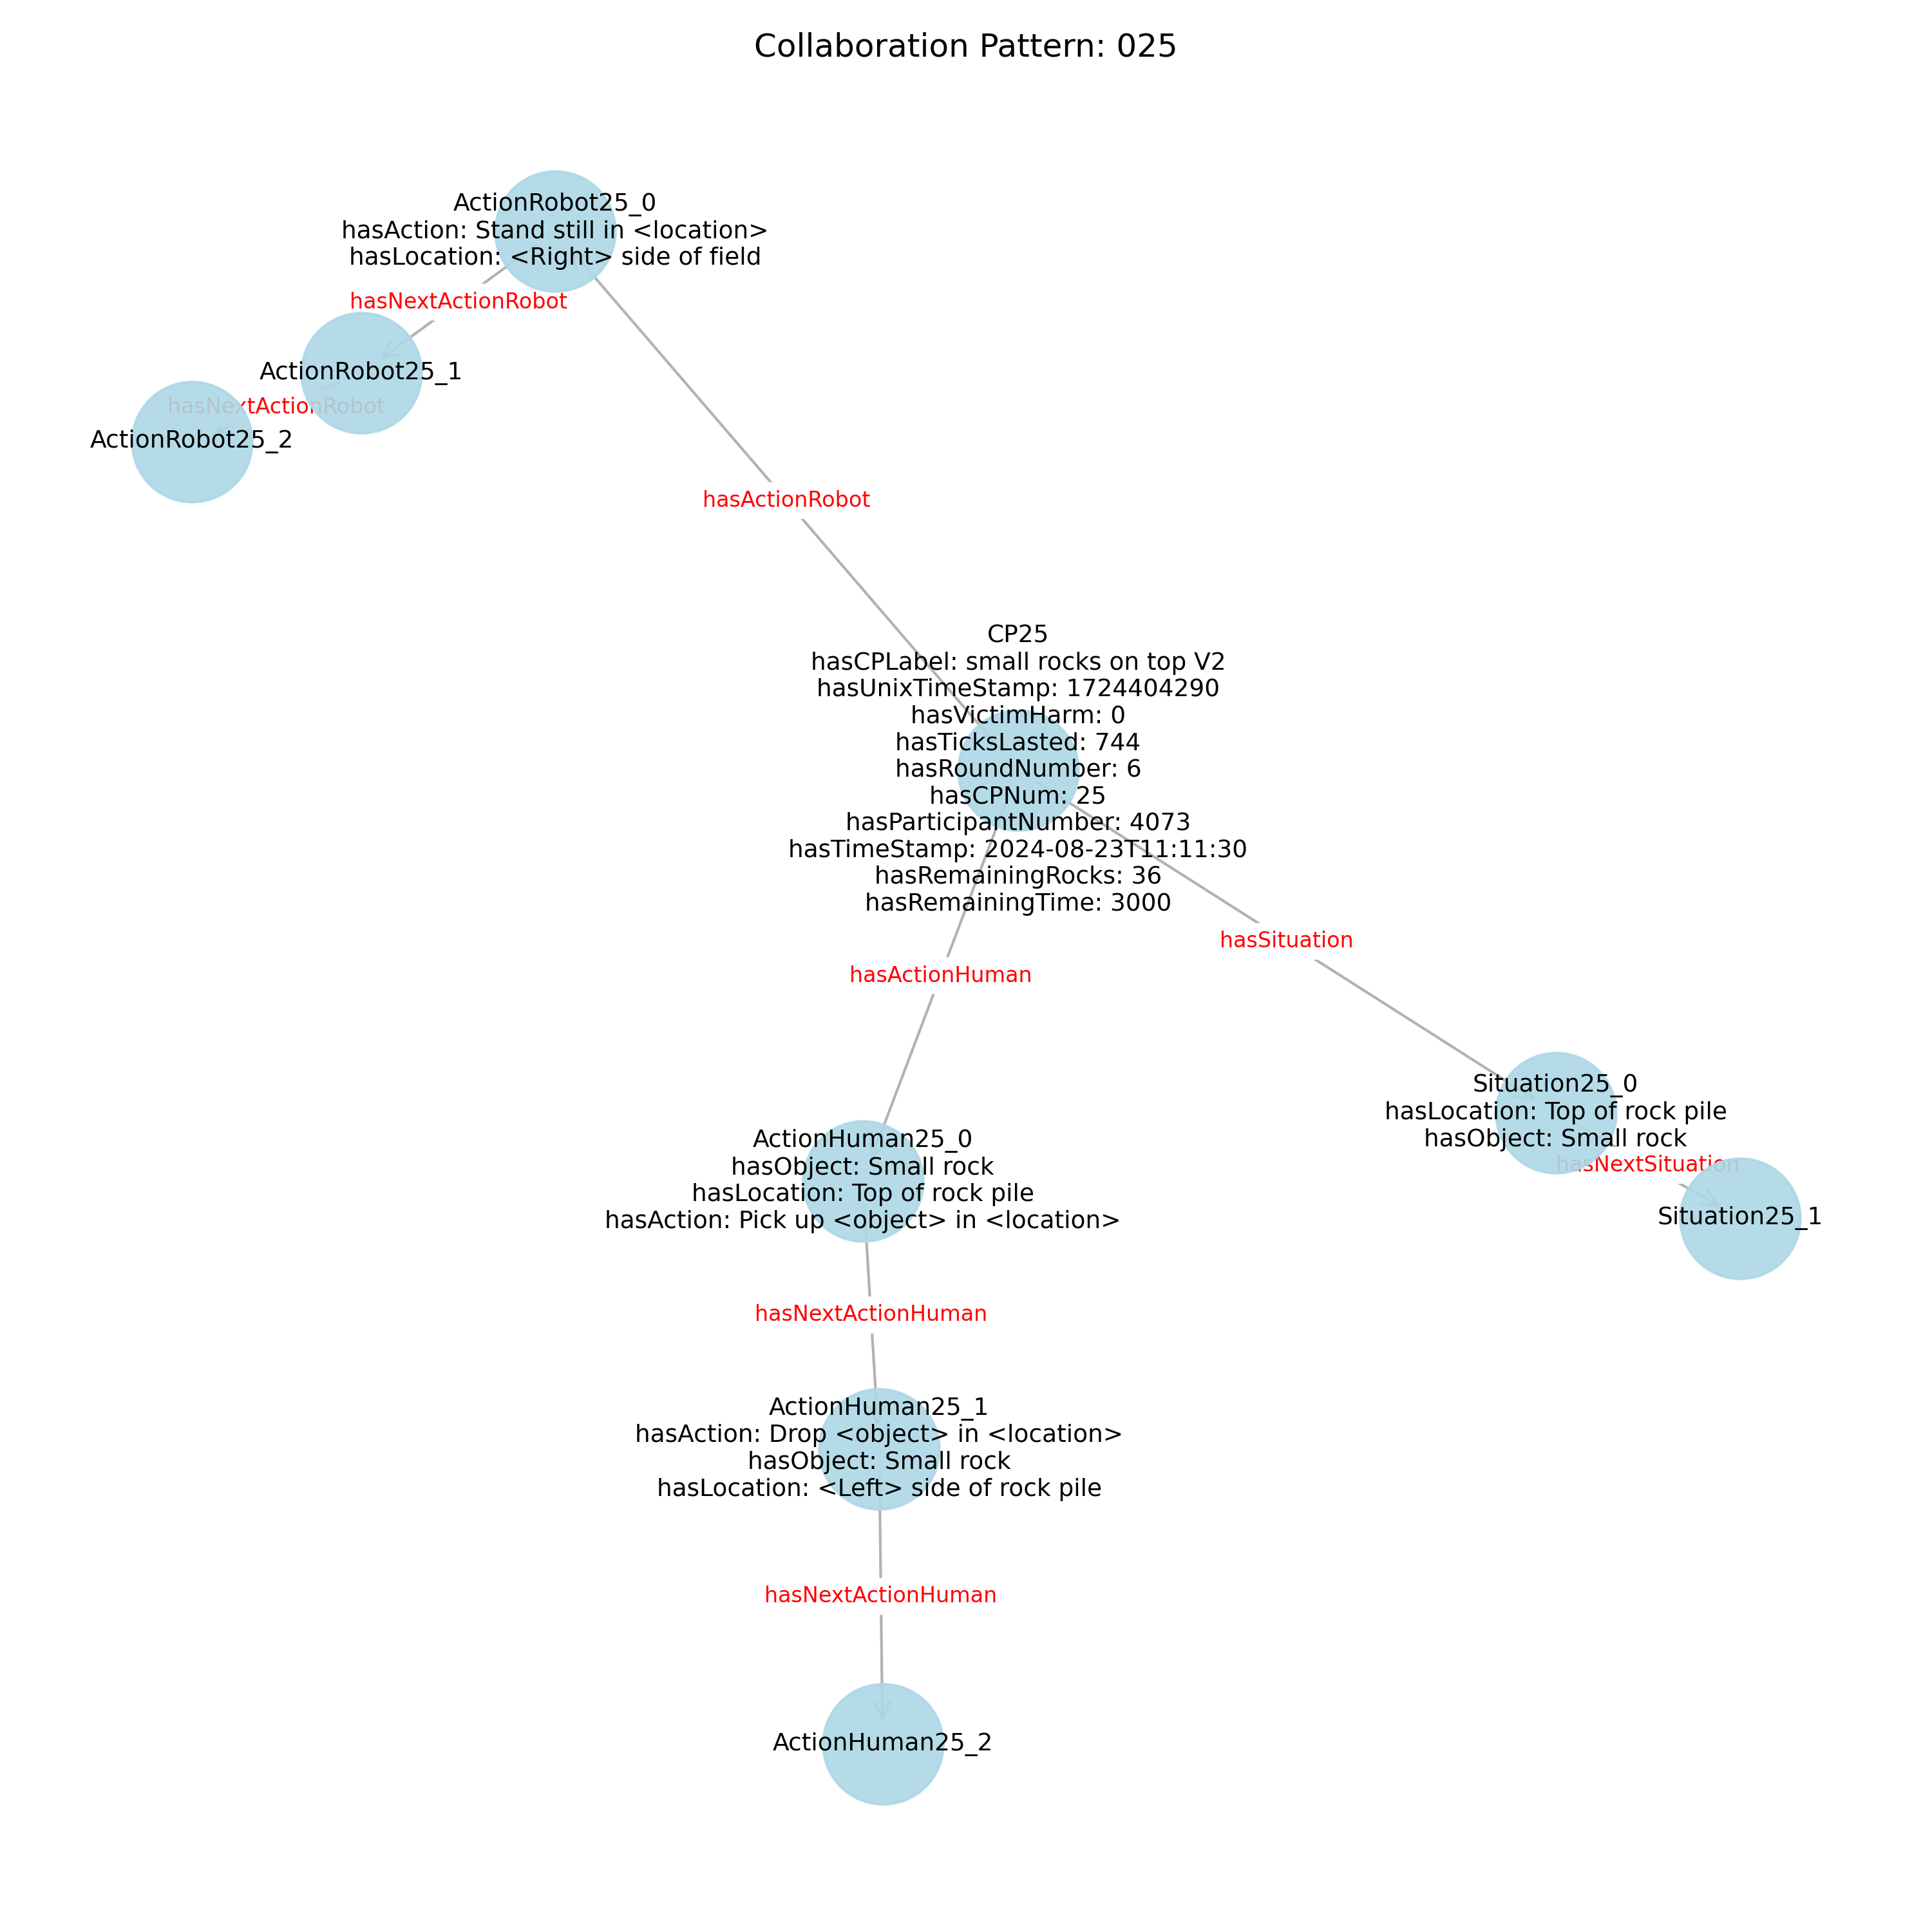 Collaboration Pattern: 025
ActionRobot25_0
hasAction: Stand still in <location>
hasLocation: <Right> side of field
hasNextActionRobot
ActionRobot25_1
hasNextActionRobot
ActionRobot25_2
hasActionRobot
CP25
hasCPLabel: small rocks on top V2
hasUnixTimeStamp: 1724404290
hasVictimHarm: 0
hasTicksLasted: 744
hasRoundNumber: 6
hasCPNum: 25
hasParticipantNumber: 4073
hasTimeStamp: 2024-08-23T11:11:30
hasRemainingRocks: 36
hasRemainingTime: 3000
hasSituation
hasActionHuman
Situation25_0
hasLocation: Top of rock pile
hasObject: Small rock
hasNextSituation
Situation25_1
ActionHuman25_0
hasObject: Small rock
hasLocation: Top of rock pile
hasAction: Pick up <object> in <location>
hasNextActionHuman
ActionHuman25_1
hasAction: Drop <object> in <location>
hasObject: Small rock
hasLocation: <Left> side of rock pile
hasNextActionHuman
ActionHuman25_2